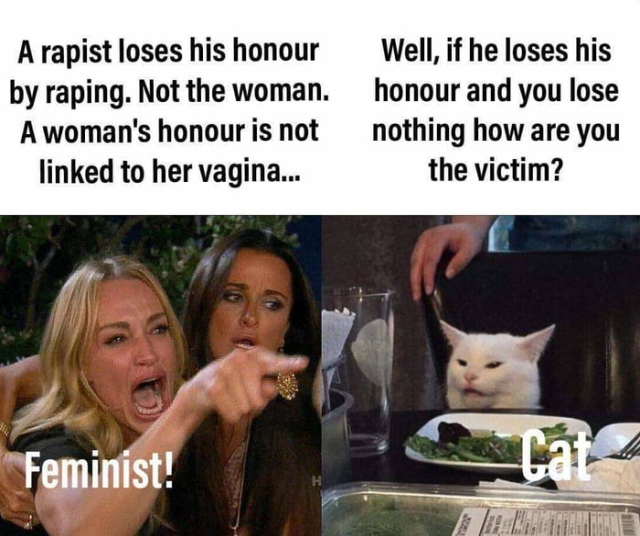 A rapist loses his honour
by raping. Not the woman.
A woman's honour is not
linked to her vagina...
Well, if he loses his
honour and you lose
nothing how are you
the victim?
Feminist!
Cat
H